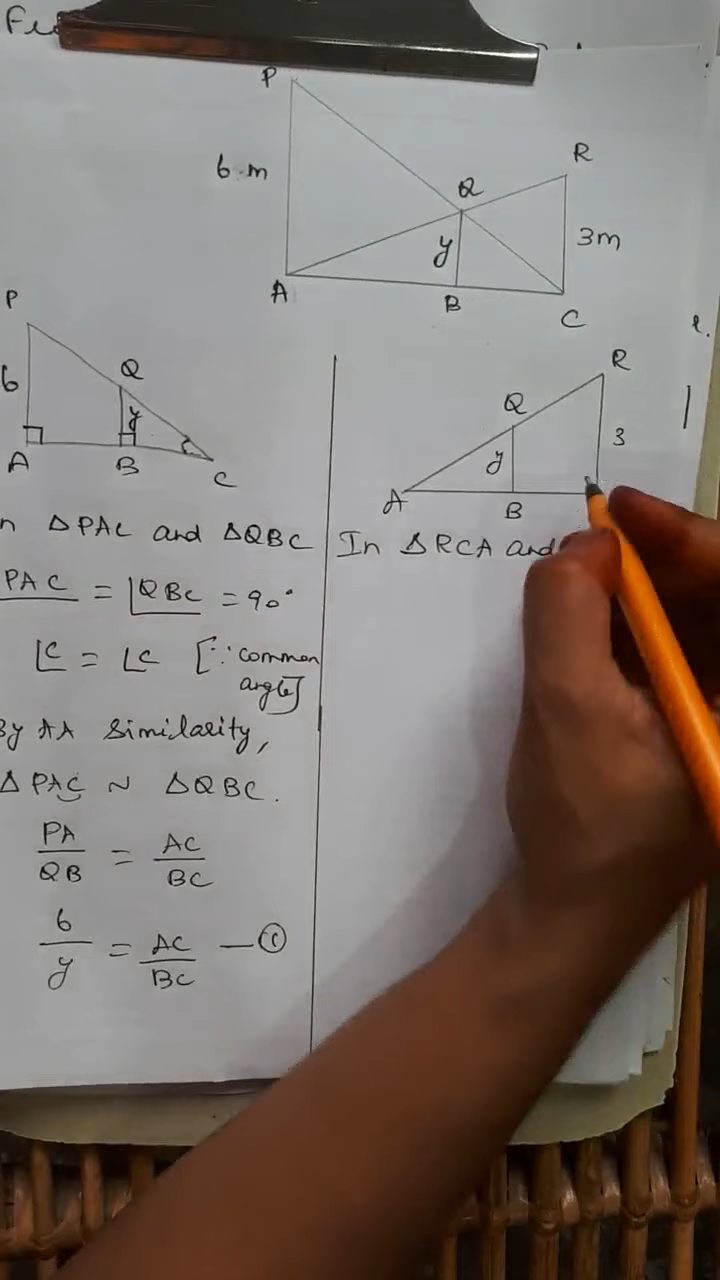 P
6 m
R
Q
y
3m
A
B
C
P
6
Q
y
A
B
C
R
Q
3
y
A
B
n ΔPAC and ΔQBC
PAC = ∠QBC = 90°
∠C = ∠C [∵ common
angle]
By AA Similarity,
Δ PAC ~ ΔQBC.
PA/QB = AC/BC
6/y = AC/BC — ①
In ΔRCA and